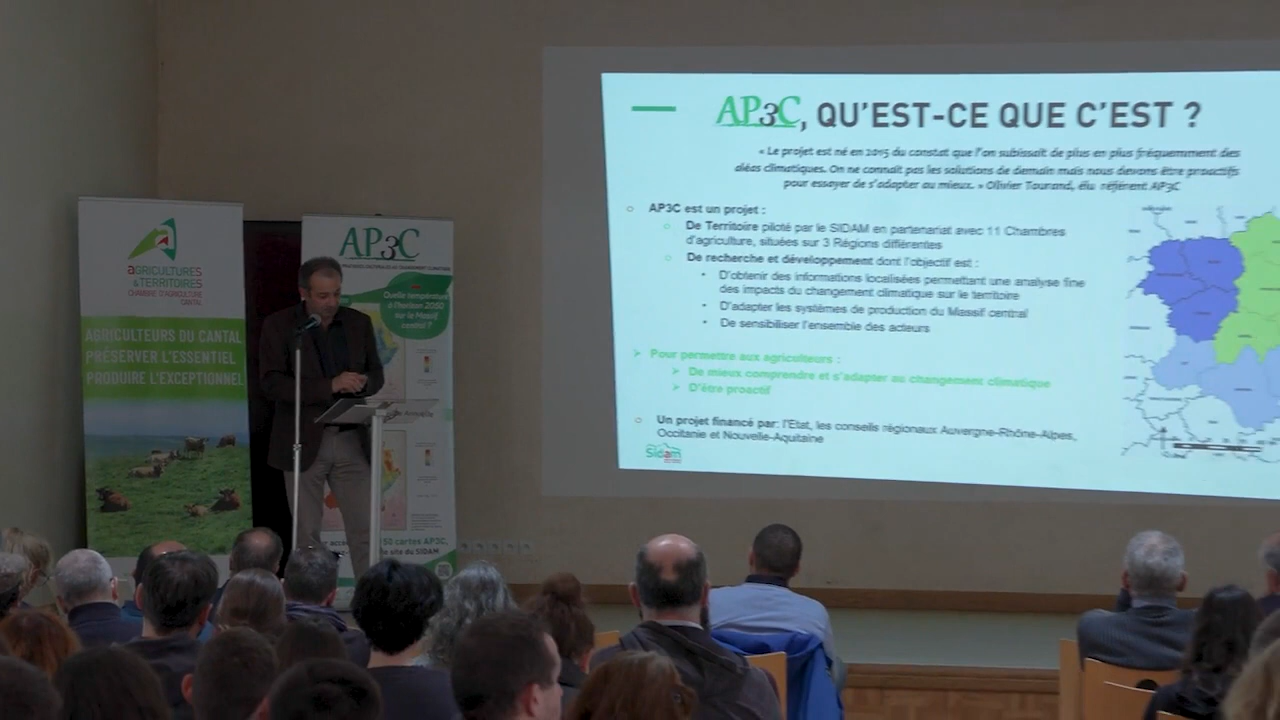 AP3C, QU'EST-CE QUE C'EST ?
« Le projet est né en 2015 du constat que l'on subissait de plus en plus fréquemment des
aléas climatiques. On ne connaît pas les solutions de demain mais nous devons être proactifs
pour essayer de s'adapter au mieux. » Olivier Tourand, élu référent AP3C
AP3C est un projet :
De Territoire piloté par le SIDAM en partenariat avec 11 Chambres
d'agriculture, situées sur 3 Régions différentes
De recherche et développement dont l'objectif est :
D'obtenir des informations localisées permettant une analyse fine
des impacts du changement climatique sur le territoire
D'adapter les systèmes de production du Massif central
De sensibiliser l'ensemble des acteurs
Pour permettre aux agriculteurs :
De mieux comprendre et s'adapter au changement climatique
D'être proactif
Un projet financé par: l'Etat, les conseils régionaux Auvergne-Rhône-Alpes,
Occitanie et Nouvelle-Aquitaine
Sidam
AGRICULTURES
& TERRITOIRES
CHAMBRE D'AGRICULTURE
CANTAL
AGRICULTEURS DU CANTAL
PRÉSERVER L'ESSENTIEL
PRODUIRE L'EXCEPTIONNEL
AP3C
Quelle température
à l'horizon 2050
sur le Massif
central ?
50 cartes AP3C,
site du SIDAM